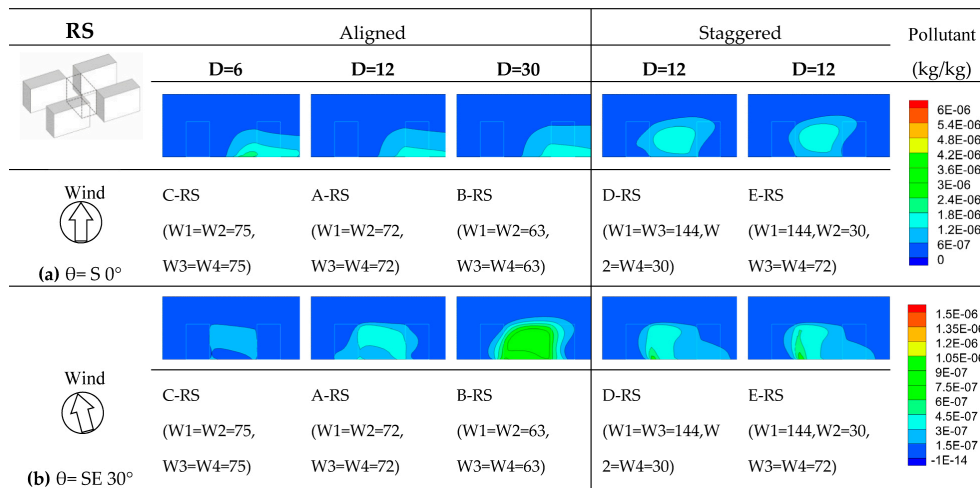 RS
Aligned
Staggered
Pollutant
(kg/kg)
D=6
D=12
D=30
D=12
D=12
6E-06
5.4E-06
4.8E-06
4.2E-06
3.6E-06
3E-06
2.4E-06
1.8E-06
1.2E-06
6E-07
0
Wind
(a) θ= S 0°
C-RS
(W1=W2=75,
W3=W4=75)
A-RS
(W1=W2=72,
W3=W4=72)
B-RS
(W1=W2=63,
W3=W4=63)
D-RS
(W1=W3=144,W
2=W4=30)
E-RS
(W1=144,W2=30,
W3=W4=72)
1.5E-06
1.35E-06
1.2E-06
1.05E-06
9E-07
7.5E-07
6E-07
4.5E-07
3E-07
1.5E-07
-1E-14
Wind
(b) θ= SE 30°
C-RS
(W1=W2=75,
W3=W4=75)
A-RS
(W1=W2=72,
W3=W4=72)
B-RS
(W1=W2=63,
W3=W4=63)
D-RS
(W1=W3=144,W
2=W4=30)
E-RS
(W1=144,W2=30,
W3=W4=72)